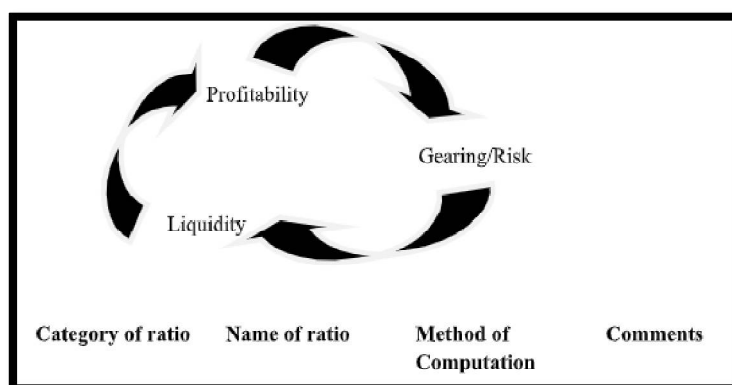 Profitability
Gearing/Risk
Liquidity
Category of ratio Name of ratio Method of Comments
Computation